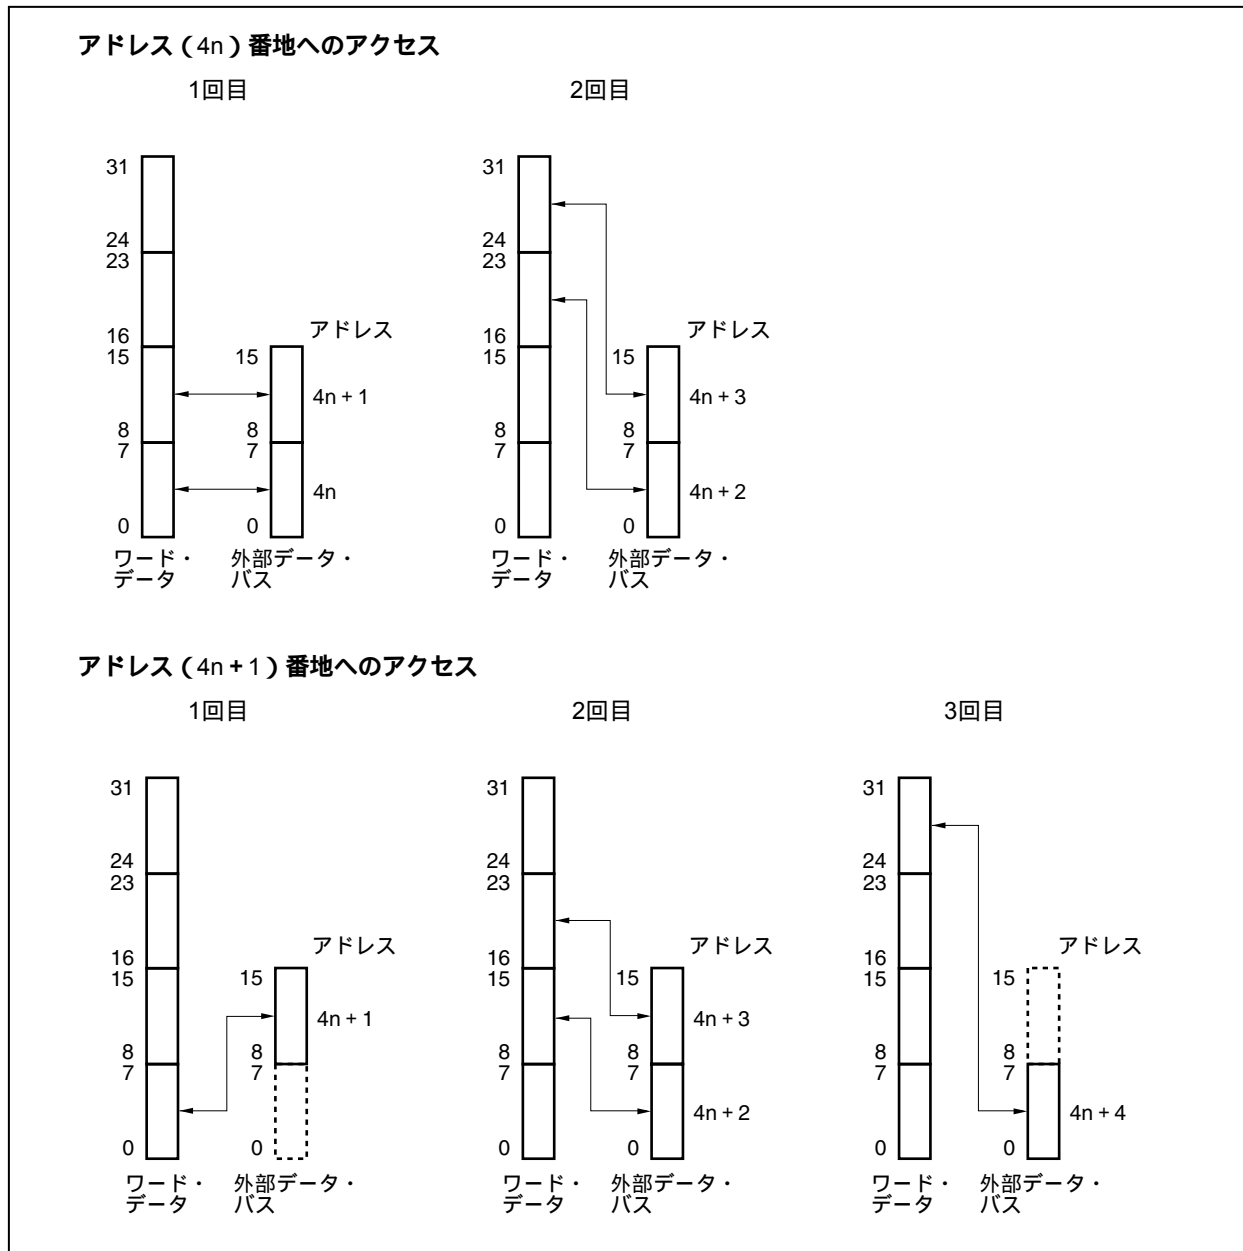 アドレス（4n）番地へのアクセス
1回目 2回目
31 31
24 24
23 23
16 アドレス 16 アドレス
15 15 15 15
4n + 1 4n + 3
8 8 8 8
7 7 7 7
4n 4n + 2
0 0 0 0
ワード・ 外部データ・ ワード・ 外部データ・
データ バス データ バス
アドレス（4n + 1）番地へのアクセス
1回目 2回目 3回目
31 31 31
24 24 24
23 23 23
16 アドレス 16 アドレス 16 アドレス
15 15 15 15 15 15
4n + 1 4n + 3
8 8 8 8 8 8
7 7 7 7 7 7
4n + 2 4n + 4
0 0 0 0 0 0
ワード・ 外部データ・ ワード・ 外部データ・ ワード・ 外部データ・
データ バス データ バス データ バス